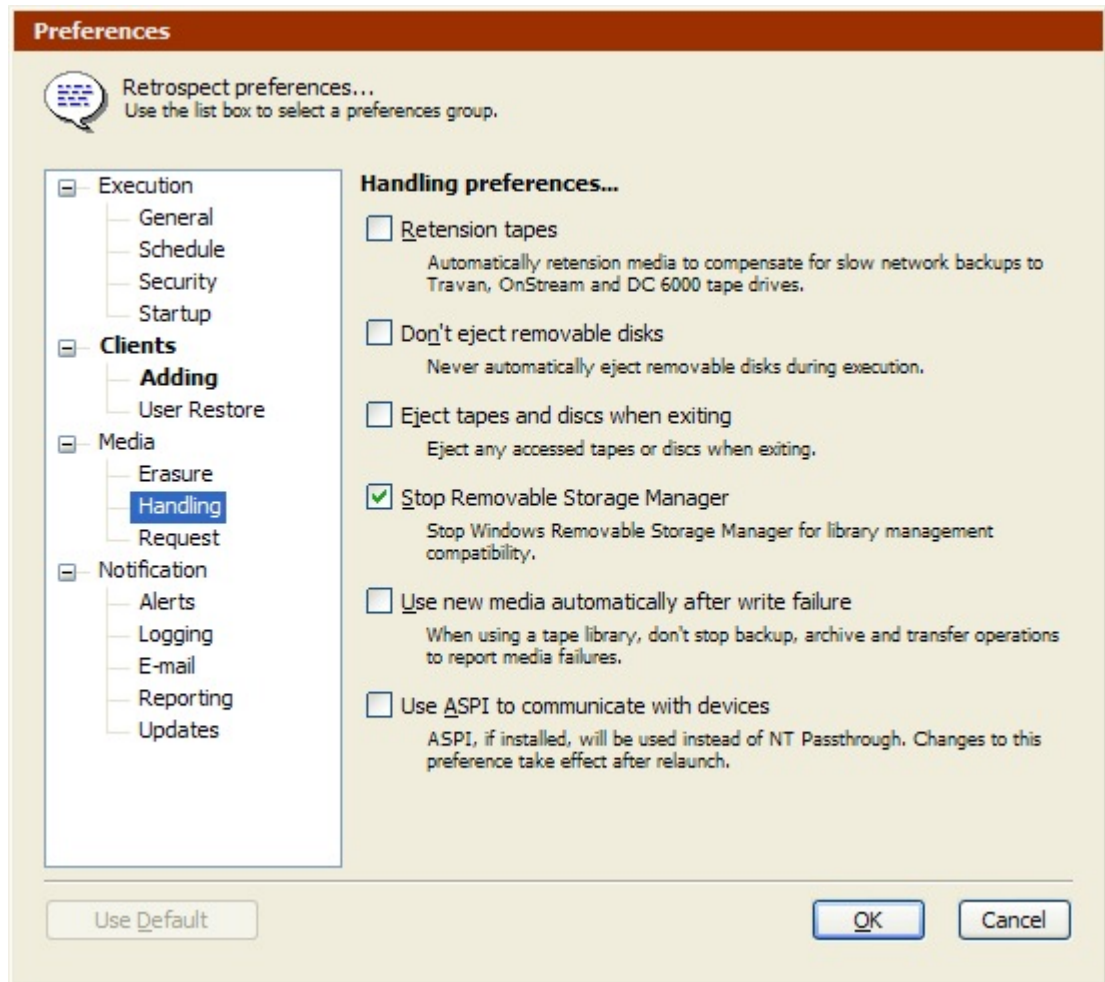 Preferences
Retrospect preferences...
Use the list box to select a preferences group.
Execution
General
Schedule
Security
Startup
Clients
Adding
User Restore
Media
Erasure
Handling
Request
Notification
Alerts
Logging
E-mail
Reporting
Updates
Handling preferences...
Retension tapes
Automatically retension media to compensate for slow network backups to
Travan, OnStream and DC 6000 tape drives.
Don't eject removable disks
Never automatically eject removable disks during execution.
Eject tapes and discs when exiting
Eject any accessed tapes or discs when exiting.
Stop Removable Storage Manager
Stop Windows Removable Storage Manager for library management
compatibility.
Use new media automatically after write failure
When using a tape library, don't stop backup, archive and transfer operations
to report media failures.
Use ASPI to communicate with devices
ASPI, if installed, will be used instead of NT Passthrough. Changes to this
preference take effect after relaunch.
Use Default
OK
Cancel